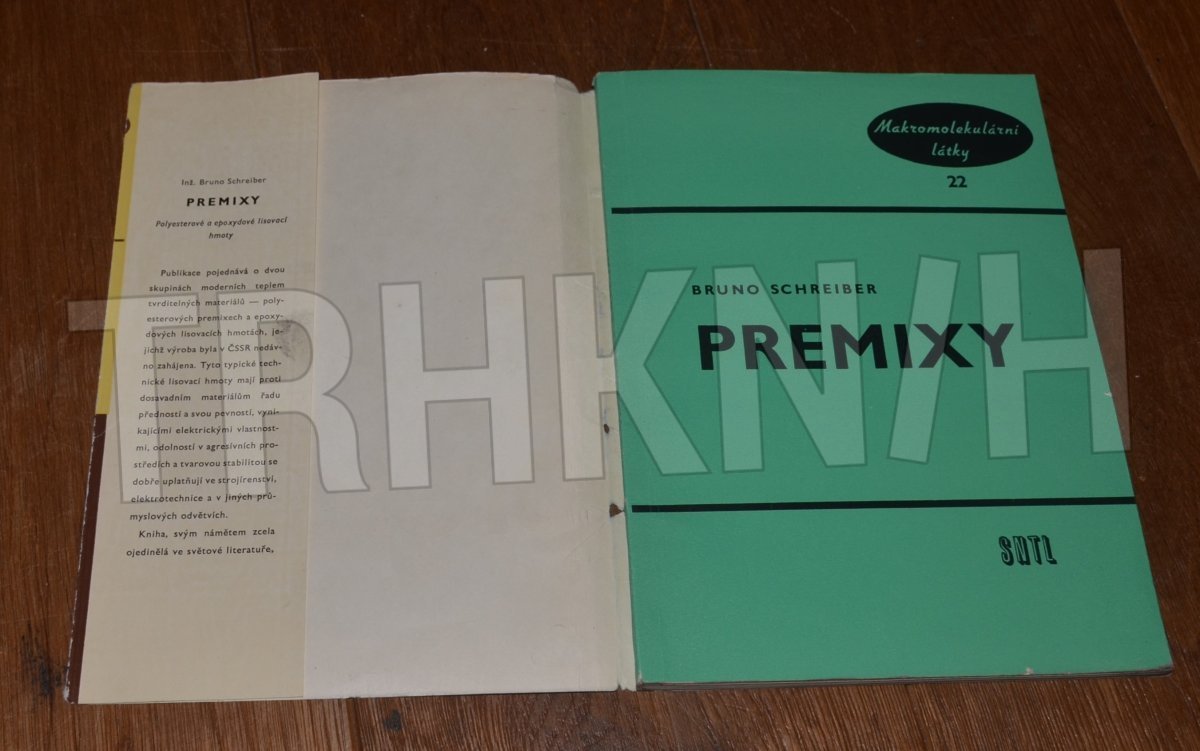 Inž. Bruno Schreiber
PREMIXY
Polyesterové a epoxydové lisovací
hmoty
Publikace pojednává o dvou
skupinách moderních teplem
tvrditelných materiálů — poly-
esterových premixech a epoxy-
dových lisovacích hmotách, je-
jichž výroba byla v ČSSR nedáv-
no zahájena. Tyto typické tech-
nické lisovací hmoty mají proti
dosavadním materiálům řadu
předností a svou pevností, vyni-
kajícími elektrickými vlastnost-
mi, odolností v agresívních pro-
středích a tvarovou stabilitou se
dobře uplatňují ve strojírenství,
elektrotechnice a v jiných prů-
myslových odvětvích.
Kniha, svým námětem zcela
ojedinělá ve světové literatuře,
Makromolekulární
látky
22
BRUNO SCHREIBER
PREMIXY
SNTL
TRHKN/H